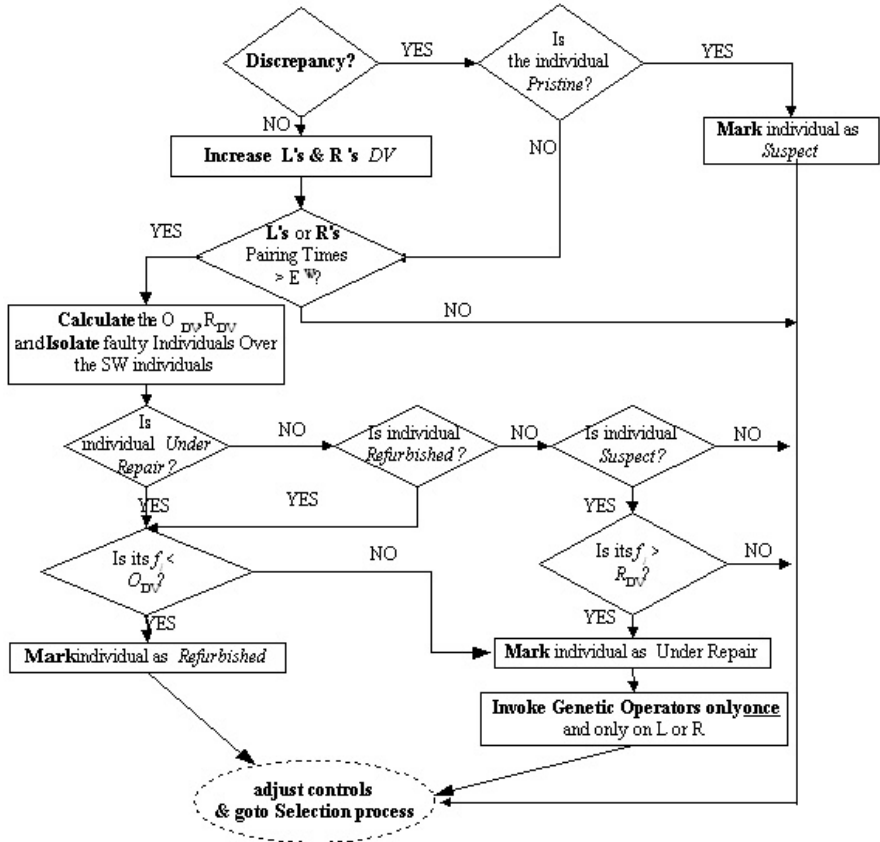 Discrepancy?
YES
Is
the individual
Pristine?
YES
NO
Increase L's & R 's DV
NO
Mark individual as
Suspect
YES
L's or R's
Pairing Times
> E W?
NO
Calculate the O DV, R DV
and Isolate faulty Individuals Over
the SW individuals
Is
individual Under
Repair?
NO
Is individual
Refurbished?
NO
Is individual
Suspect?
NO
YES
YES
YES
Is its f i <
O DV?
NO
Is its f i >
R DV?
NO
YES
YES
Mark individual as Refurbished
Mark individual as Under Repair
Invoke Genetic Operators only once
and only on L or R
adjust controls
& goto Selection process